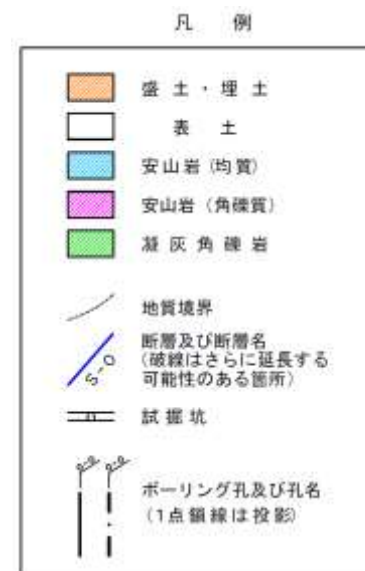 凡 例
盛 土 ・ 埋 土
表 土
安山岩 (均質)
安山岩 (角礫質)
凝 灰 角 礫 岩
地質境界
断層及び断層名
(破線はさらに延長する
可能性のある箇所)
S-O
試掘坑
ボーリング孔及び孔名
(1点鎖線は投影)